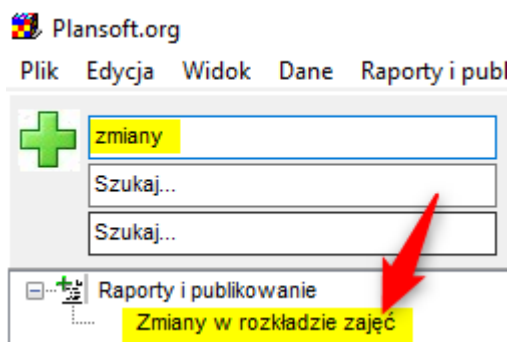 Plansoft.org
Plik Edycja Widok Dane Raporty i publ
zmiany
Szukaj...
Szukaj...
Raporty i publikowanie
Zmiany w rozkładzie zajęć